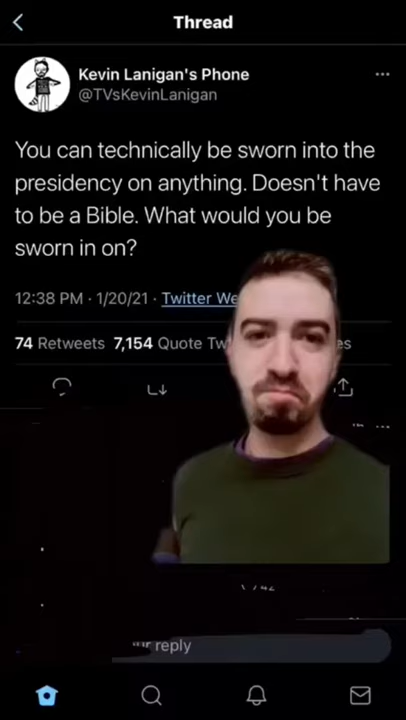 Thread
Kevin Lanigan's Phone
@TVsKevinLanigan
You can technically be sworn into the
presidency on anything. Doesn't have
to be a Bible. What would you be
sworn in on?
12:38 PM · 1/20/21 · Twitter We
74 Retweets 7,154 Quote Tw
reply